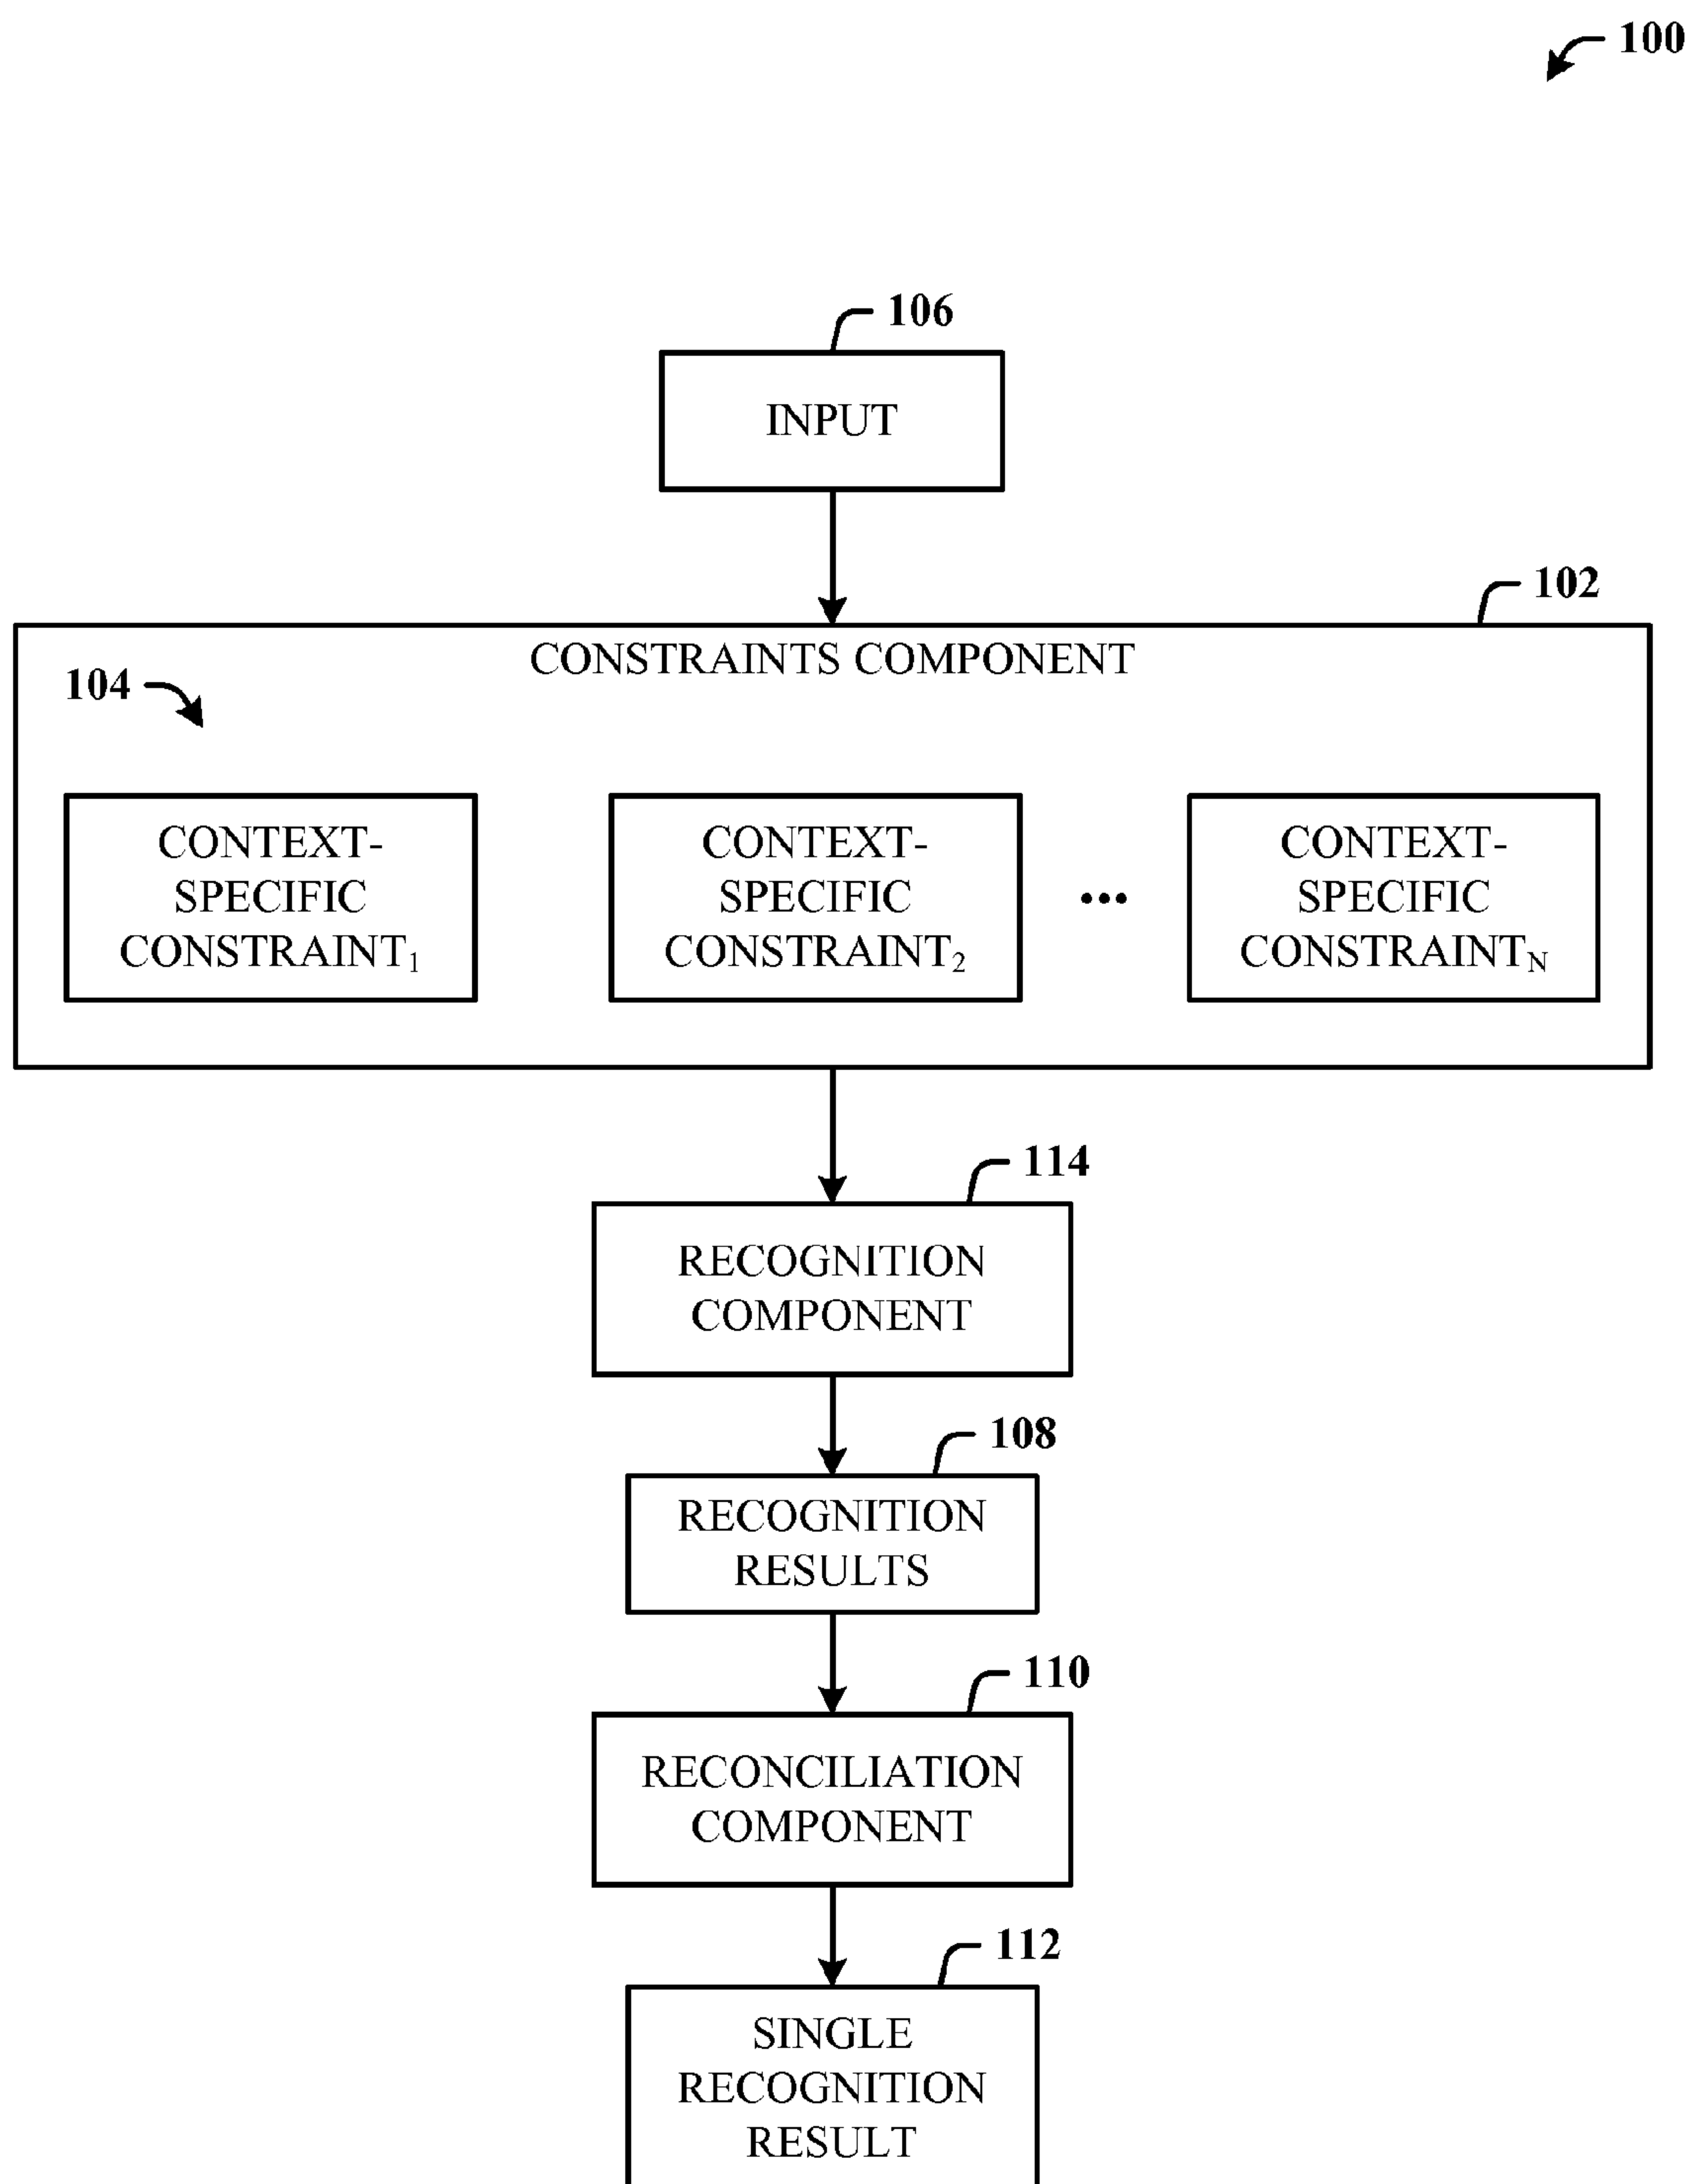 100
106
INPUT
102
CONSTRAINTS COMPONENT
104
CONTEXT-
SPECIFIC
CONSTRAINT₁
CONTEXT-
SPECIFIC
CONSTRAINT₂
•••
CONTEXT-
SPECIFIC
CONSTRAINT_N
114
RECOGNITION
COMPONENT
108
RECOGNITION
RESULTS
110
RECONCILIATION
COMPONENT
112
SINGLE
RECOGNITION
RESULT